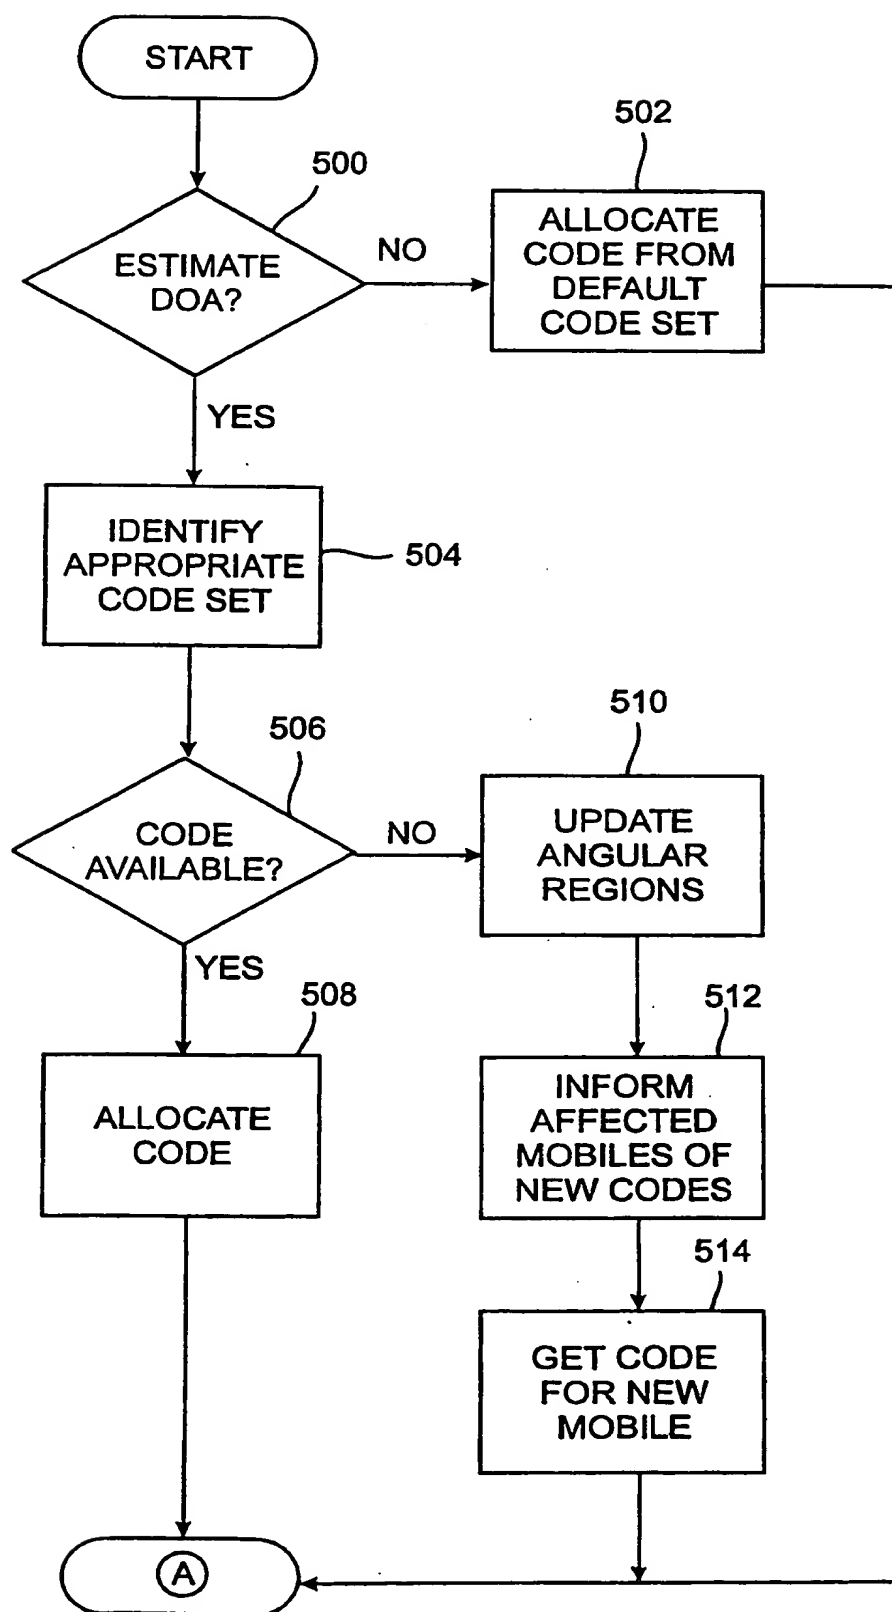 START
500
ESTIMATE
DOA?
NO
502
ALLOCATE
CODE FROM
DEFAULT
CODE SET
YES
IDENTIFY
APPROPRIATE
CODE SET
504
506
CODE
AVAILABLE?
NO
510
UPDATE
ANGULAR
REGIONS
YES
508
ALLOCATE
CODE
512
INFORM
AFFECTED
MOBILES OF
NEW CODES
514
GET CODE
FOR NEW
MOBILE
A